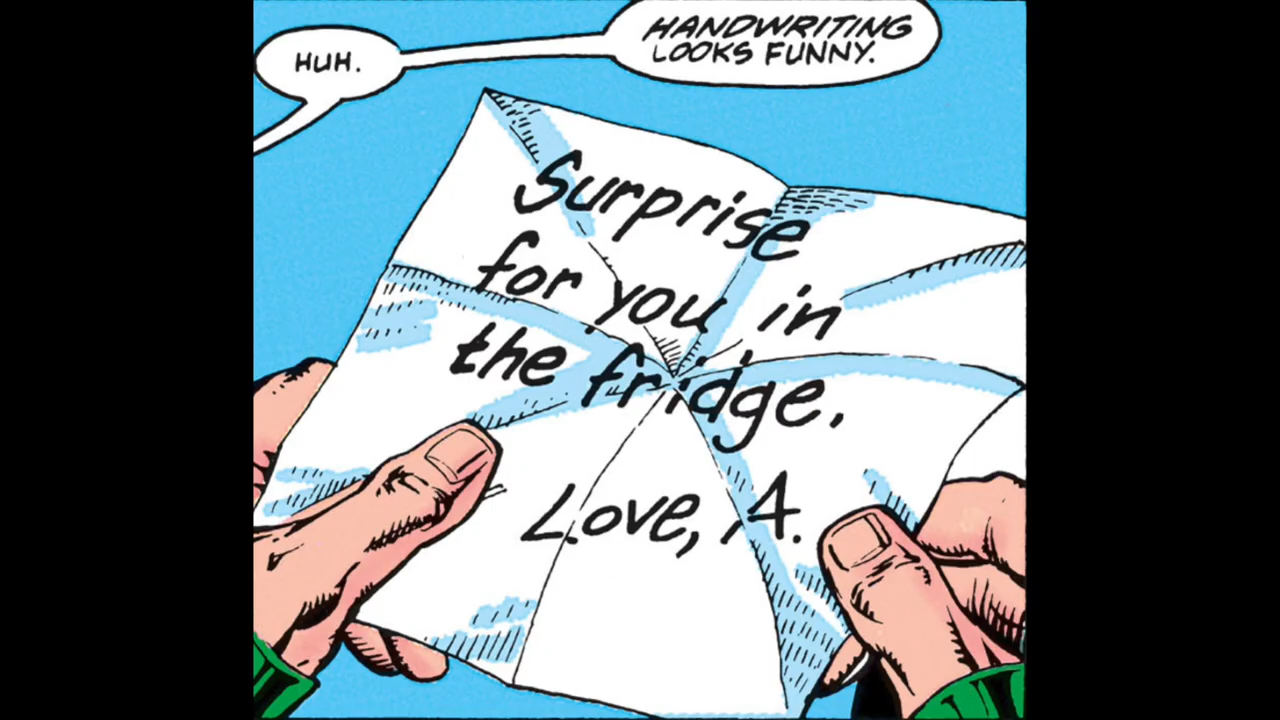 HUH.
HANDWRITING
LOOKS FUNNY.
Surprise
for you in
the fridge.
Love, A.